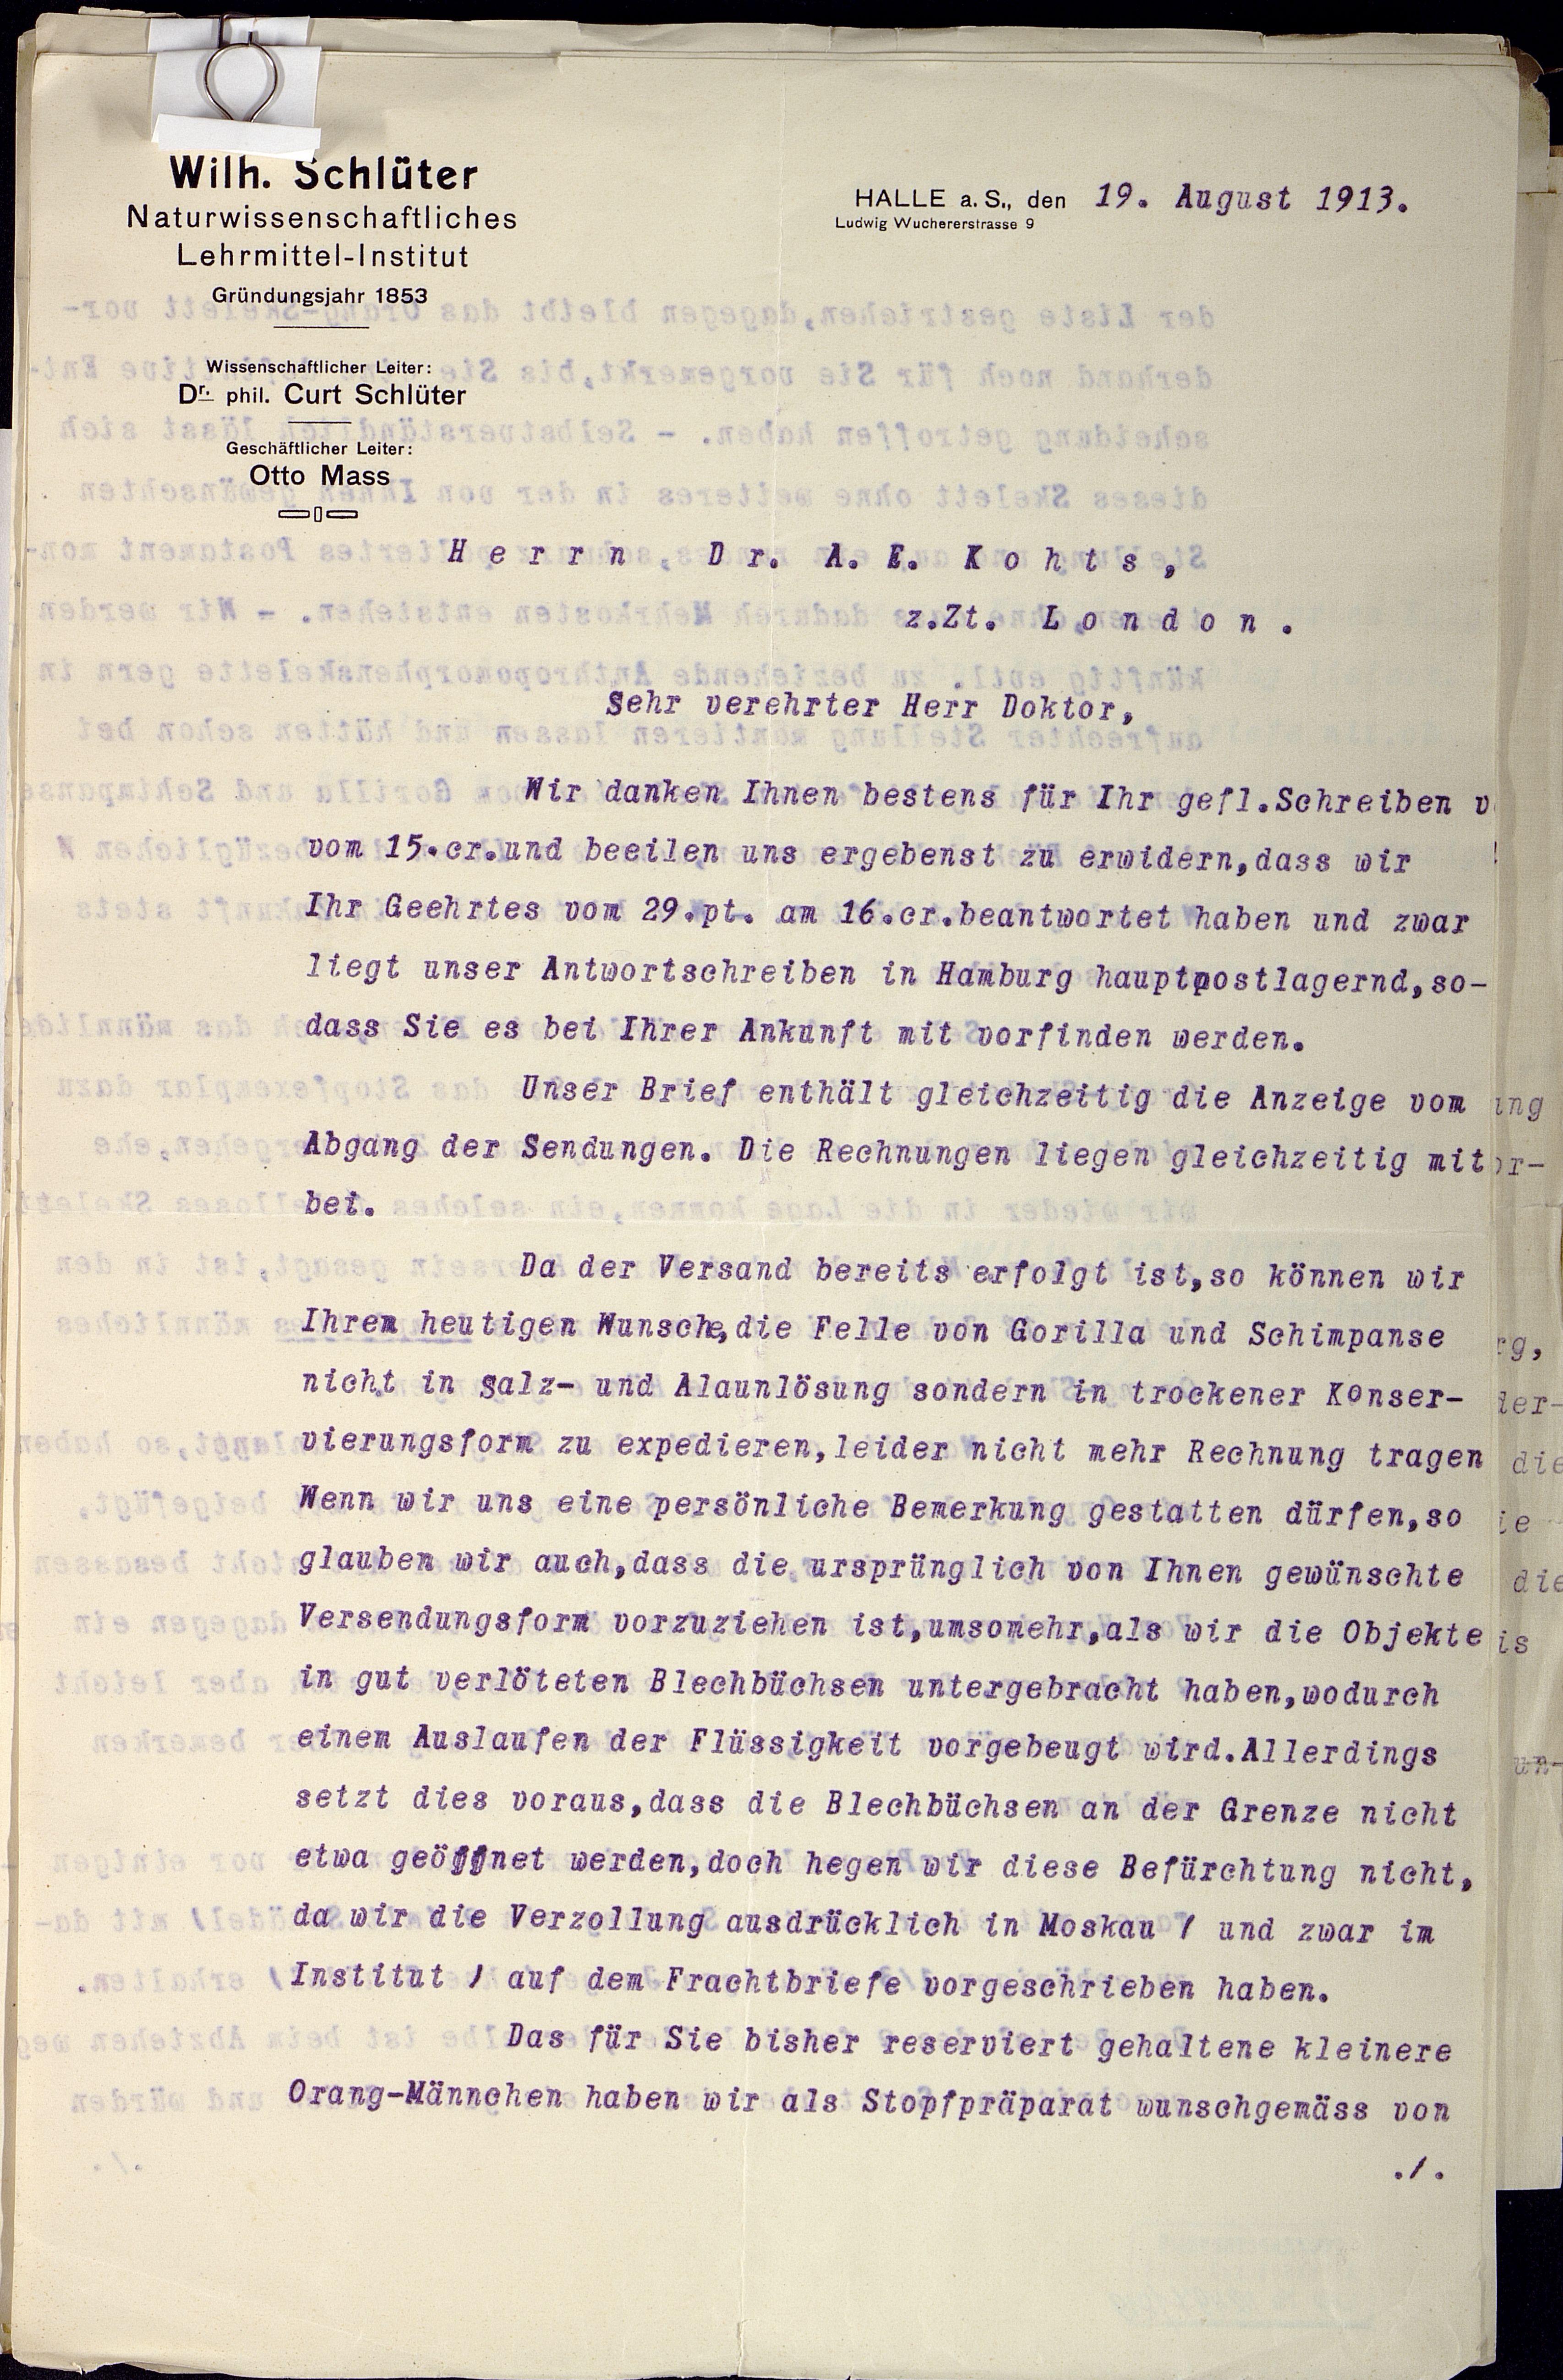 Wilh. Schlüter
Naturwissenschaftliches
Lehrmittel-Institut
Gründungsjahr 1853
Wissenschaftlicher Leiter:
Dr. phil. Curt Schlüter
Geschäftlicher Leiter:
Otto Mass
HALLE a. S., den 19. August 1913.
Ludwig Wuchererstrasse 9
Herrn Dr. A. E. Kohts,
z.Zt. London.
Sehr verehrter Herr Doktor,
Wir danken Ihnen bestens für Ihr gefl.Schreiben v
vom 15.cr.und beeilen uns ergebenst zu erwidern,dass wir
Ihr Geehrtes vom 29.pt. am 16.cr.beantwortet haben und zwar
liegt unser Antwortschreiben in Hamburg hauptpostlagernd,so-
dass Sie es bei Ihrer Ankunft mit vorfinden werden.
Unser Brief enthält gleichzeitig die Anzeige vom
Abgang der Sendungen. Die Rechnungen liegen gleichzeitig mit
bei.
Da der Versand bereits erfolgt ist,so können wir
Ihrem heutigen Wunsche,die Felle von Gorilla und Schimpanse
nicht in Salz- und Alaunlösung sondern in trockener Konser-
vierungsform zu expedieren,leider nicht mehr Rechnung tragen
Wenn wir uns eine persönliche Bemerkung gestatten dürfen,so
glauben wir auch,dass die ursprünglich von Ihnen gewünschte
Versendungsform vorzuziehen ist,umsomehr,als wir die Objekte
in gut verlöteten Blechbüchsen untergebracht haben,wodurch
einem Auslaufen der Flüssigkeit vorgebeugt wird.Allerdings
setzt dies voraus,dass die Blechbüchsen an der Grenze nicht
etwa geöffnet werden,doch hegen wir diese Befürchtung nicht,
da wir die Verzollung ausdrücklich in Moskau / und zwar im
Institut / auf dem Frachtbriefe vorgeschrieben haben.
Das für Sie bisher reserviert gehaltene kleinere
Orang-Männchen haben wir als Stopfpräparat wunschgemäss von
./.